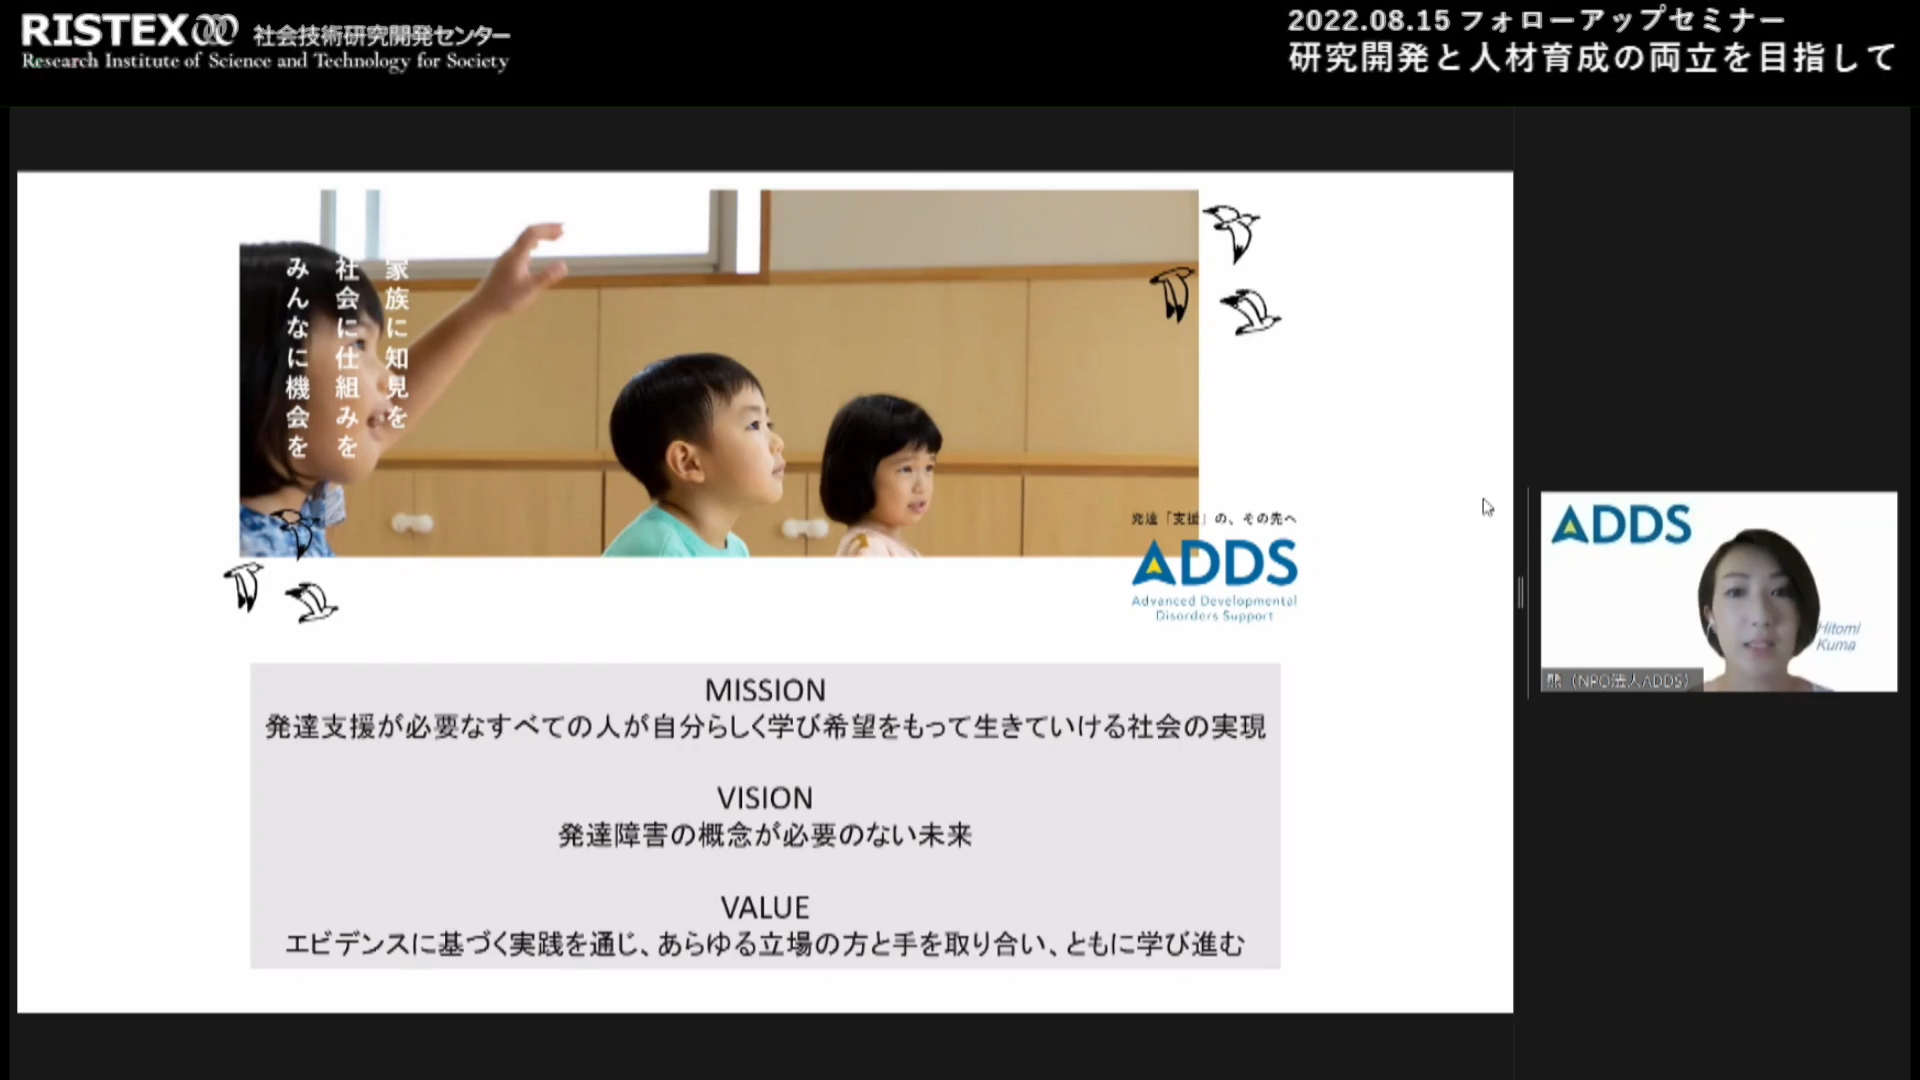 RISTEX 社会技術研究開発センター
Research Institute of Science and Technology for Society
2022.08.15 フォローアップセミナー
研究開発と人材育成の両立を目指して
家族に知見を
社会に仕組みを
みんなに機会を
発達「支援」の、その先へ
ADDS
Advanced Developmental
Disorders Support
MISSION
発達支援が必要なすべての人が自分らしく学び希望をもって生きていける社会の実現
VISION
発達障害の概念が必要のない未来
VALUE
エビデンスに基づく実践を通じ、あらゆる立場の方と手を取り合い、ともに学び進む
ADDS
Hitomi
Kuma
熊（NPO法人ADDS）